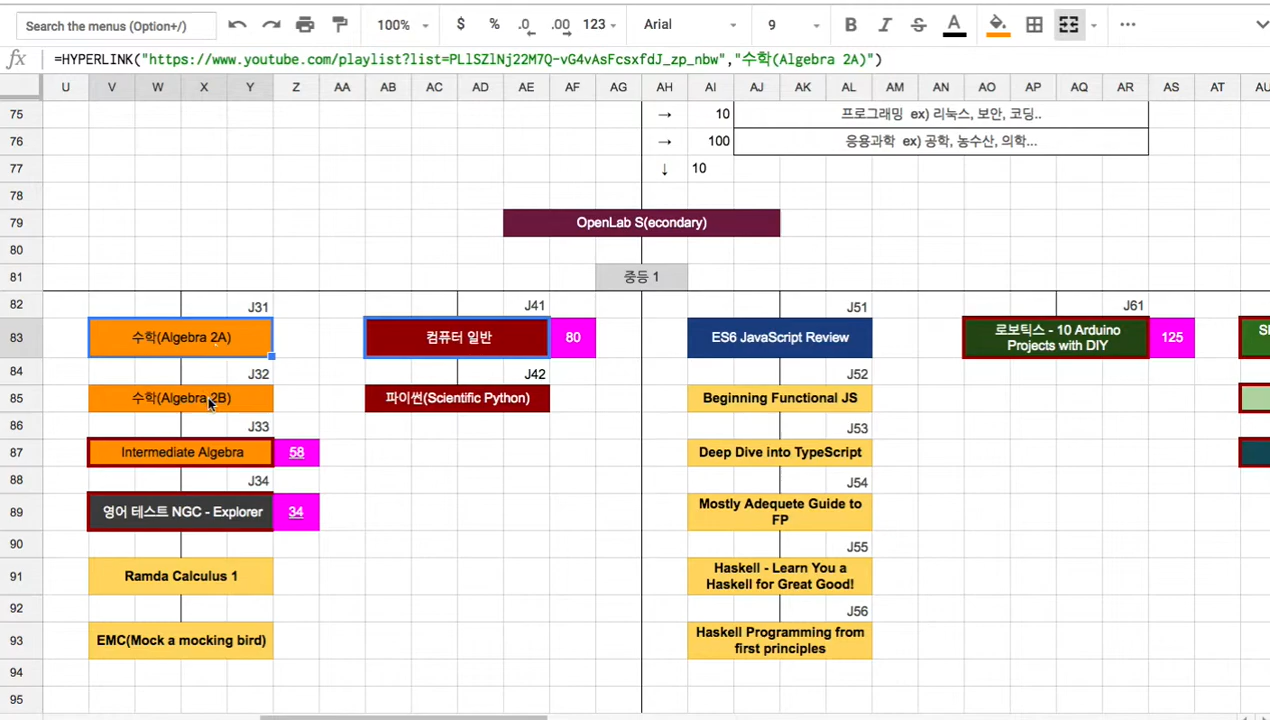 Search the menus (Option+/)
100%
$ % .0 .00 123
Arial
9
B I S A
fx =HYPERLINK("https://www.youtube.com/playlist?list=PLlSZlNj22M7Q-vG4vAsFcsxfdJ_zp_nbw","수학(Algebra 2A)")
U V W X Y Z AA AB AC AD AE AF AG AH AI AJ AK AL AM AN AO AP AQ AR AS AT AU
75 → 10 프로그래밍 ex) 리눅스, 보안, 코딩..
76 → 100 응용과학 ex) 공학, 농수산, 의학...
77 ↓ 10
78
79 OpenLab S(econdary)
80
81 중등 1
82 J31 J41 J51 J61
83 수학(Algebra 2A) 컴퓨터 일반 80 ES6 JavaScript Review 로보틱스 - 10 Arduino
Projects with DIY 125
84 J32 J42 J52
85 수학(Algebra 2B) 파이썬(Scientific Python) Beginning Functional JS
86 J33 J53
87 Intermediate Algebra 58 Deep Dive into TypeScript
88 J34 J54
89 영어 테스트 NGC - Explorer 34 Mostly Adequete Guide to
FP
90 J55
91 Ramda Calculus 1 Haskell - Learn You a
Haskell for Great Good!
92 J56
93 EMC(Mock a mocking bird) Haskell Programming from
first principles
94
95